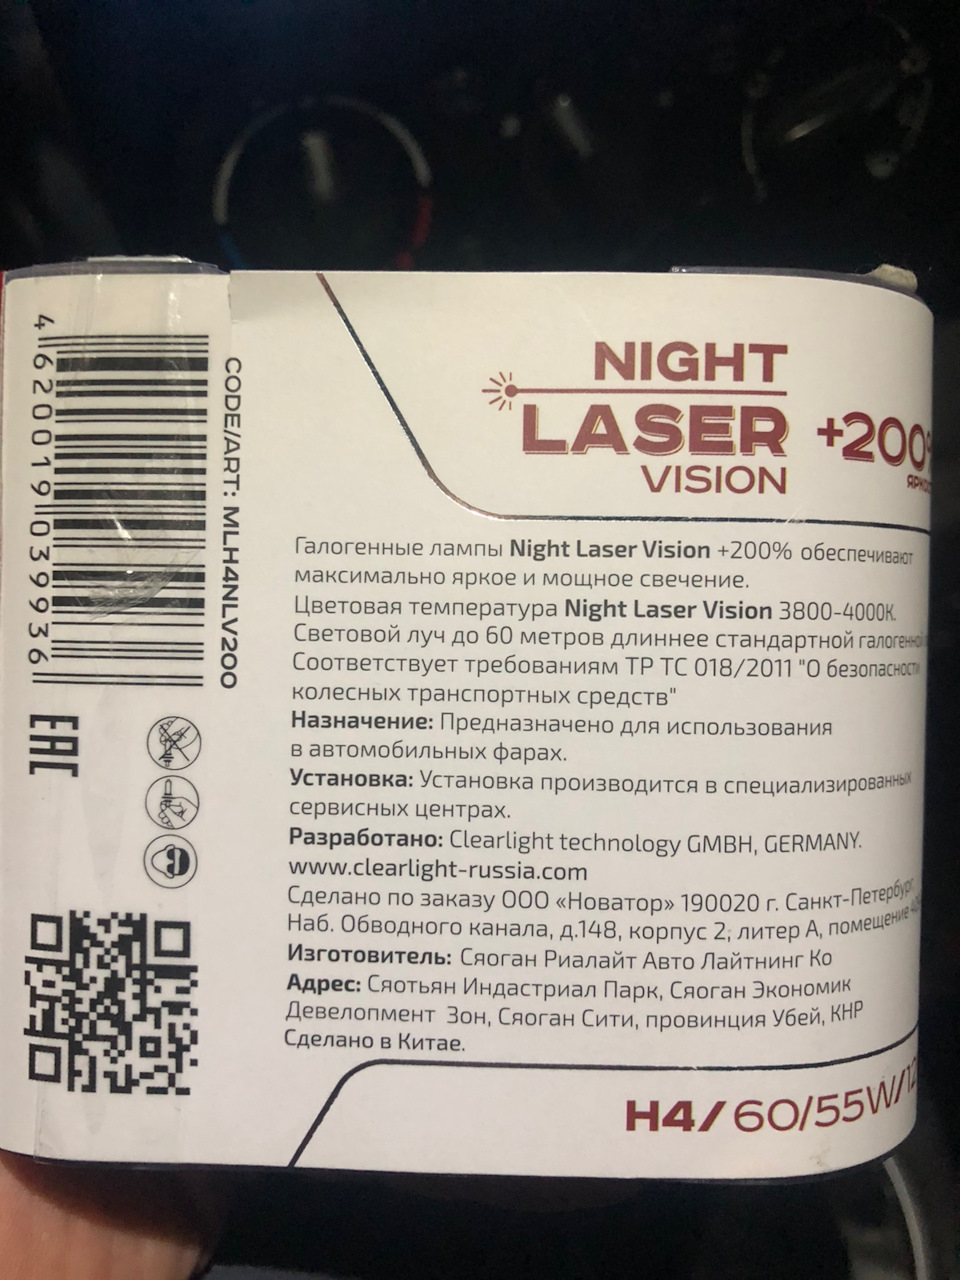 NIGHT
LASER
VISION
+200%
Галогенные лампы Night Laser Vision +200% обеспечивают
максимально яркое и мощное свечение.
Цветовая температура Night Laser Vision 3800-4000К.
Световой луч до 60 метров длиннее стандартной
Соответствует требованиям ТР ТС 018/2011 "О безопасности
колесных транспортных средств"
Назначение: Предназначено для использования
в автомобильных фарах.
Установка: Установка производится в специализированных
сервисных центрах.
Разработано: Clearlight technology GMBH, GERMANY.
www.clearlight-russia.com
Сделано по заказу ООО «Новатор» 190020 г. Санкт-Петербург,
Наб. Обводного канала, д.148, корпус 2, литер А, помещение
Изготовитель: Сяоган Риалайт Авто Лайтнинг Ко
Адрес: Сяотьян Индастриал Парк, Сяоган Экономик
Девелопмент Зон, Сяоган Сити, провинция Убей, КНР
Сделано в Китае.
H4/60/55W/12
CODE/ART: MLH4NLV200
4620019039936
EAC